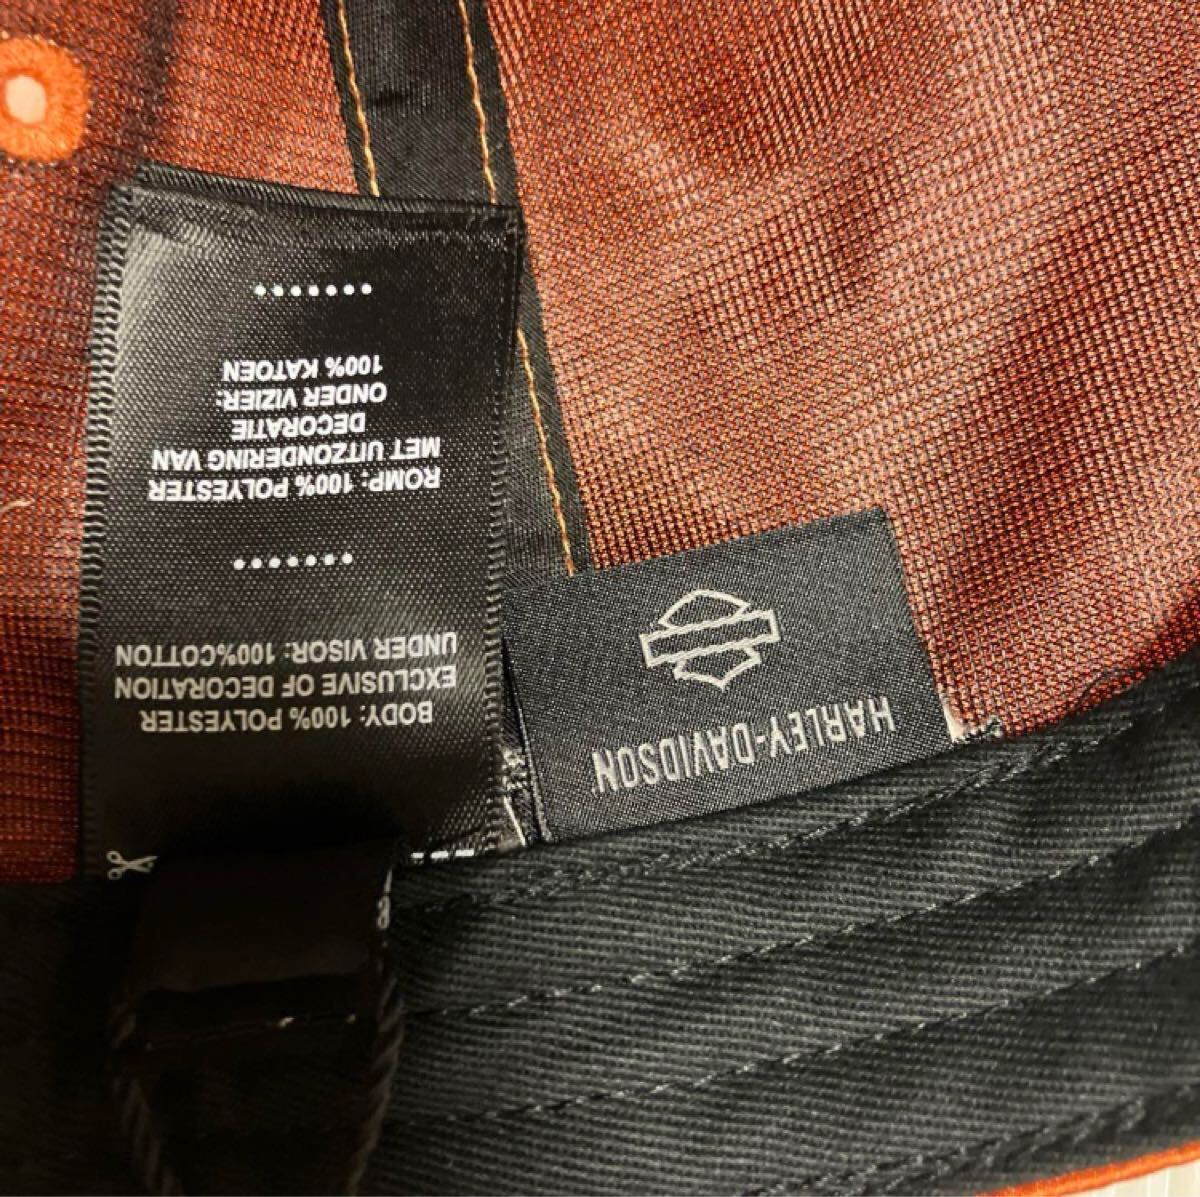 BODY: 100% POLYESTER
EXCLUSIVE OF DECORATION
UNDER VISOR: 100%COTTON
•••••••
ROMP: 100% POLYESTER
MET UITZONDERING VAN
DECORATIE
ONDER VIZIER:
100% KATOEN
•••••••
HARLEY-DAVIDSON